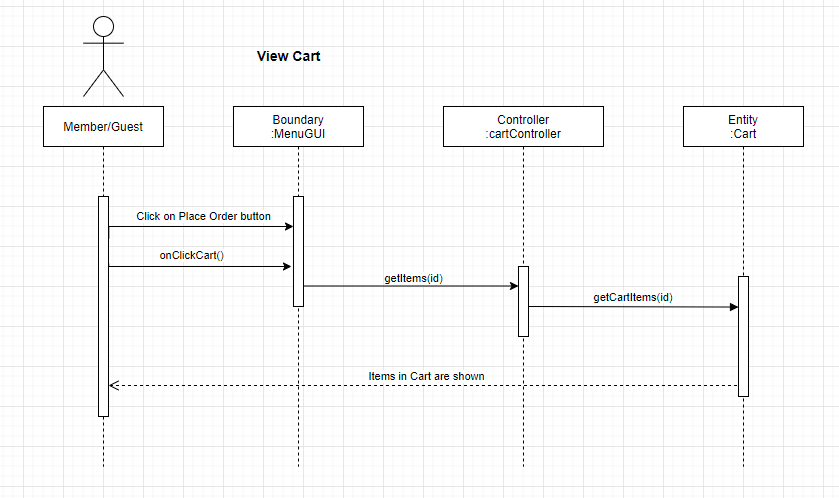 View Cart
Member/Guest
Boundary
:MenuGUI
Controller
:cartController
Entity
:Cart
Click on Place Order button
onClickCart()
getItems(id)
getCartItems(id)
Items in Cart are shown